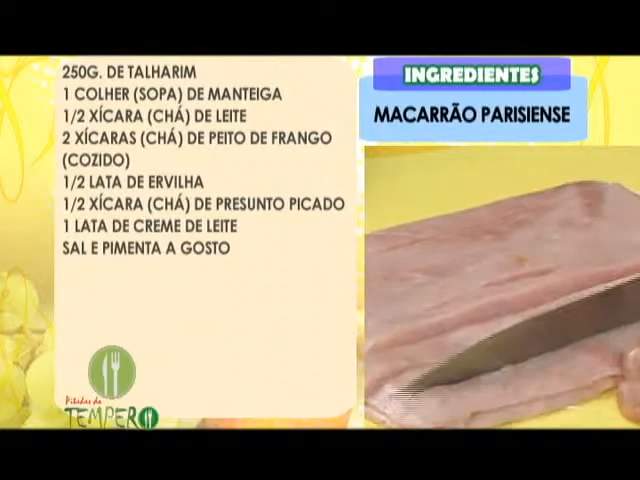 250G. DE TALHARIM
1 COLHER (SOPA) DE MANTEIGA
1/2 XÍCARA (CHÁ) DE LEITE
2 XÍCARAS (CHÁ) DE PEITO DE FRANGO
(COZIDO)
1/2 LATA DE ERVILHA
1/2 XÍCARA (CHÁ) DE PRESUNTO PICADO
1 LATA DE CREME DE LEITE
SAL E PIMENTA A GOSTO
INGREDIENTES
MACARRÃO PARISIENSE
Pitadas de
TEMPERO